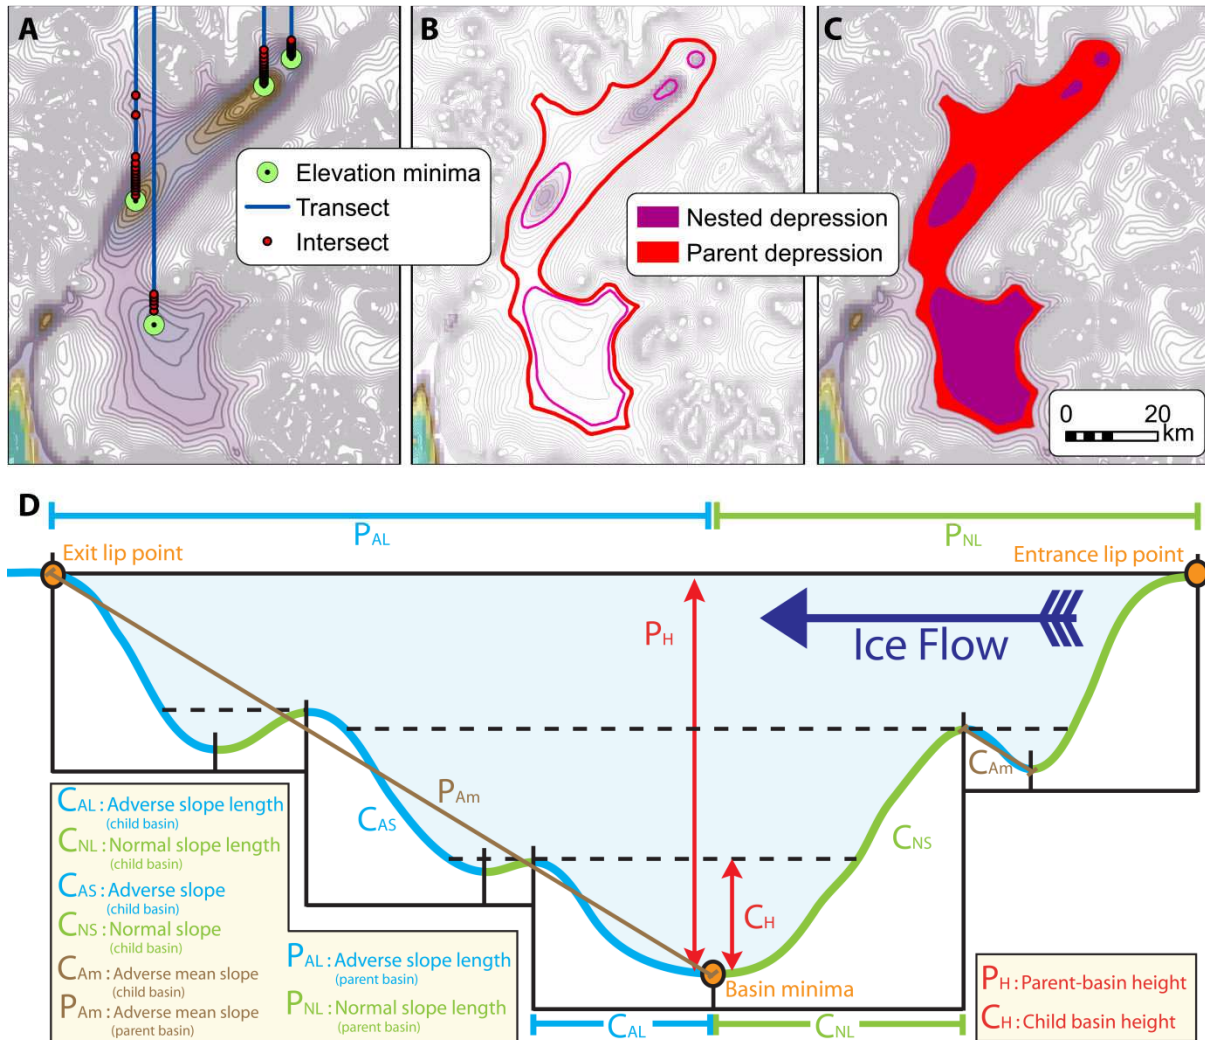 A
B
C
Elevation minima
Transect
Intersect
Nested depression
Parent depression
0 20
km
D
PAL
PNL
Exit lip point
Entrance lip point
PH
Ice Flow
CAm
PAm
CAS
CNS
CH
Basin minima
CAL
CNL
CAL : Adverse slope length
(child basin)
CNL : Normal slope length
(child basin)
CAS : Adverse slope
(child basin)
CNS : Normal slope
(child basin)
CAm : Adverse mean slope
(child basin)
PAm : Adverse mean slope
(parent basin)
PAL : Adverse slope length
(parent basin)
PNL : Normal slope length
(parent basin)
PH : Parent-basin height
CH : Child basin height